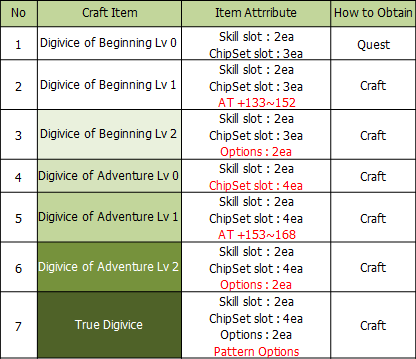 No Craft Item Item Attrribute How to Obtain
1 Digivice of Beginning Lv 0 Skill slot : 2ea Quest
ChipSet slot : 3ea
2 Digivice of Beginning Lv 1 Skill slot : 2ea Craft
ChipSet slot : 3ea
AT +133~152
3 Digivice of Beginning Lv 2 Skill slot : 2ea Craft
ChipSet slot : 3ea
Options : 2ea
4 Digivice of Adventure Lv 0 Skill slot : 2ea Craft
ChipSet slot : 4ea
5 Digivice of Adventure Lv 1 Skill slot : 2ea Craft
ChipSet slot : 4ea
AT +153~168
6 Digivice of Adventure Lv 2 Skill slot : 2ea Craft
ChipSet slot : 4ea
Options : 2ea
7 True Digivice Skill slot : 2ea Craft
ChipSet slot : 4ea
Options : 2ea
Pattern Options